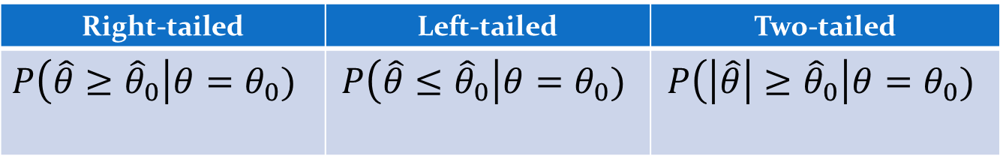 Right-tailed Left-tailed Two-tailed
P(θ̂ ≥ θ̂₀|θ = θ₀) P(θ̂ ≤ θ̂₀|θ = θ₀) P(|θ̂| ≥ θ̂₀|θ = θ₀)